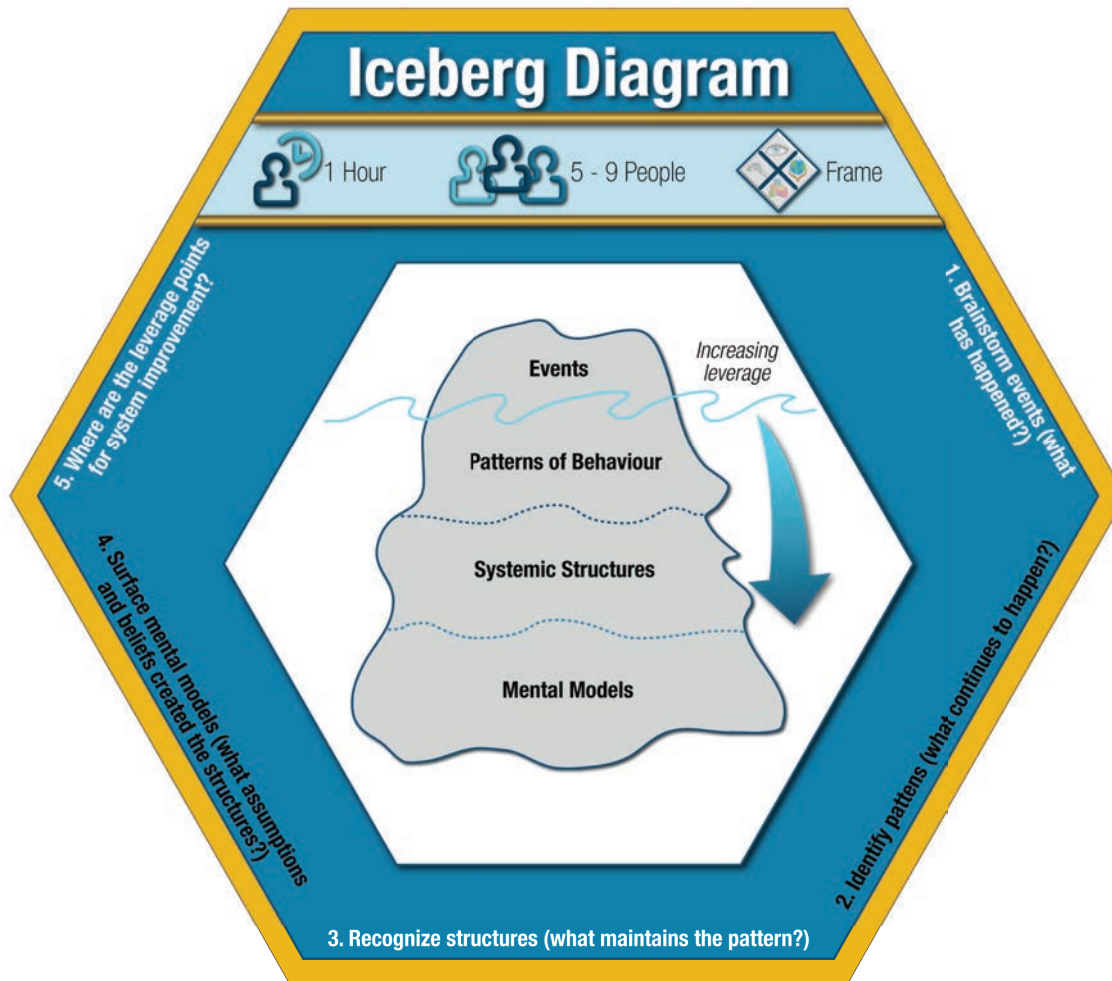 Iceberg Diagram
1 Hour
5 - 9 People
Frame
1. Brainstorm events (what
has happened?)
2. Identify pattens (what continues to happen?)
3. Recognize structures (what maintains the pattern?)
4. Surface mental models (what assumptions
and beliefs created the structures?)
5. Where are the leverage points
for system improvement?
Increasing
leverage
Events
Patterns of Behaviour
Systemic Structures
Mental Models